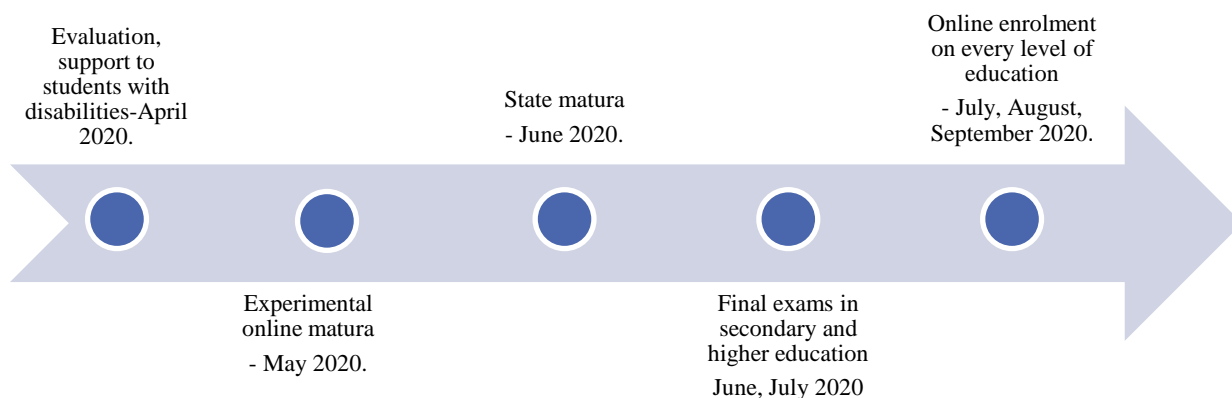 Evaluation,
support to
students with
disabilities-April
2020.
Experimental
online matura
- May 2020.
State matura
- June 2020.
Final exams in
secondary and
higher education
June, July 2020
Online enrolment
on every level of
education
- July, August,
September 2020.